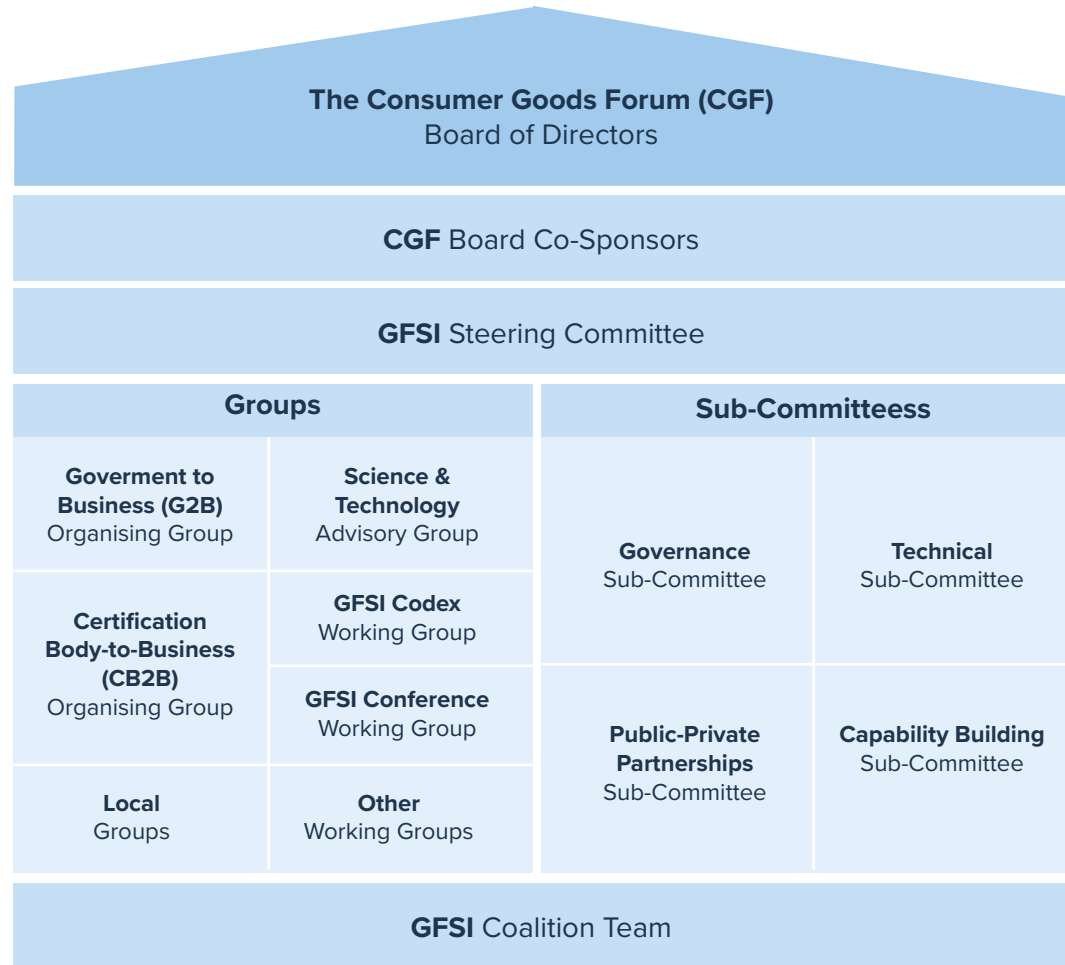 The Consumer Goods Forum (CGF)
Board of Directors
CGF Board Co-Sponsors
GFSI Steering Committee
Groups
Goverment to
Business (G2B)
Organising Group
Science &
Technology
Advisory Group
Certification
Body-to-Business
(CB2B)
Organising Group
GFSI Codex
Working Group
GFSI Conference
Working Group
Local
Groups
Other
Working Groups
Sub-Committeess
Governance
Sub-Committee
Technical
Sub-Committee
Public-Private
Partnerships
Sub-Committee
Capability Building
Sub-Committee
GFSI Coalition Team